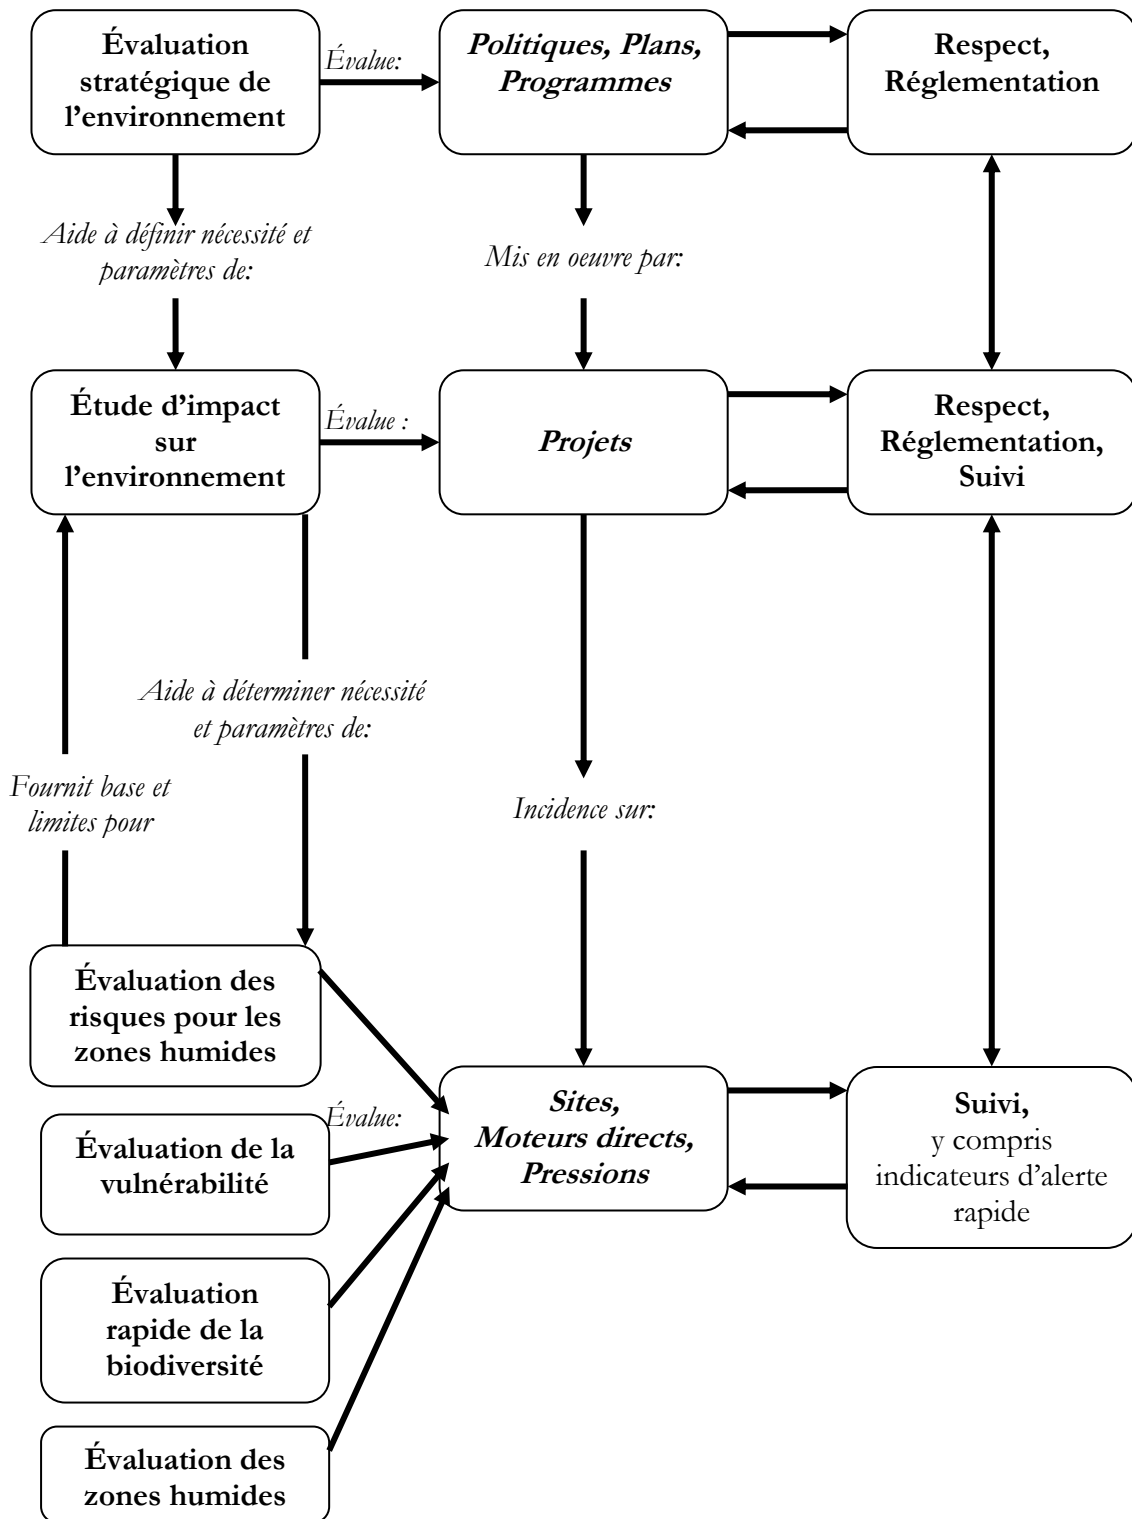 Évaluation
stratégique de
l’environnement
Évalue:
Politiques, Plans,
Programmes
Respect,
Réglementation
Aide à définir nécessité et
paramètres de:
Mis en oeuvre par:
Étude d’impact
sur
l’environnement
Évalue :
Projets
Respect,
Réglementation,
Suivi
Aide à déterminer nécessité
et paramètres de:
Fournit base et
limites pour
Incidence sur:
Évaluation des
risques pour les
zones humides
Évalue:
Sites,
Moteurs directs,
Pressions
Suivi,
y compris
indicateurs d’alerte
rapide
Évaluation de la
vulnérabilité
Évaluation
rapide de la
biodiversité
Évaluation des
zones humides